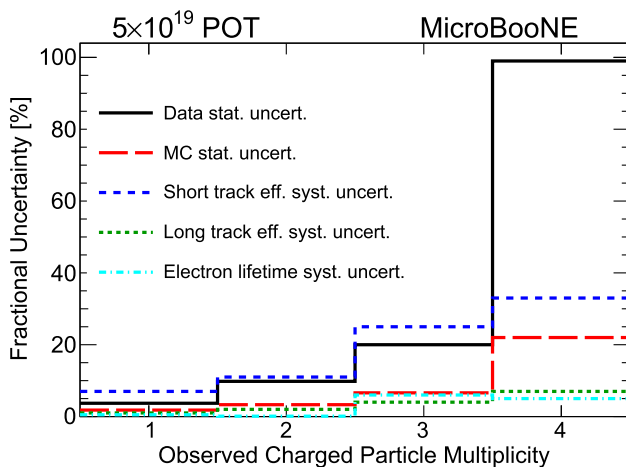 5×10¹⁹ POT MicroBooNE
Fractional Uncertainty [%]
100
80
60
40
20
0
Data stat. uncert.
MC stat. uncert.
Short track eff. syst. uncert.
Long track eff. syst. uncert.
Electron lifetime syst. uncert.
1 2 3 4
Observed Charged Particle Multiplicity